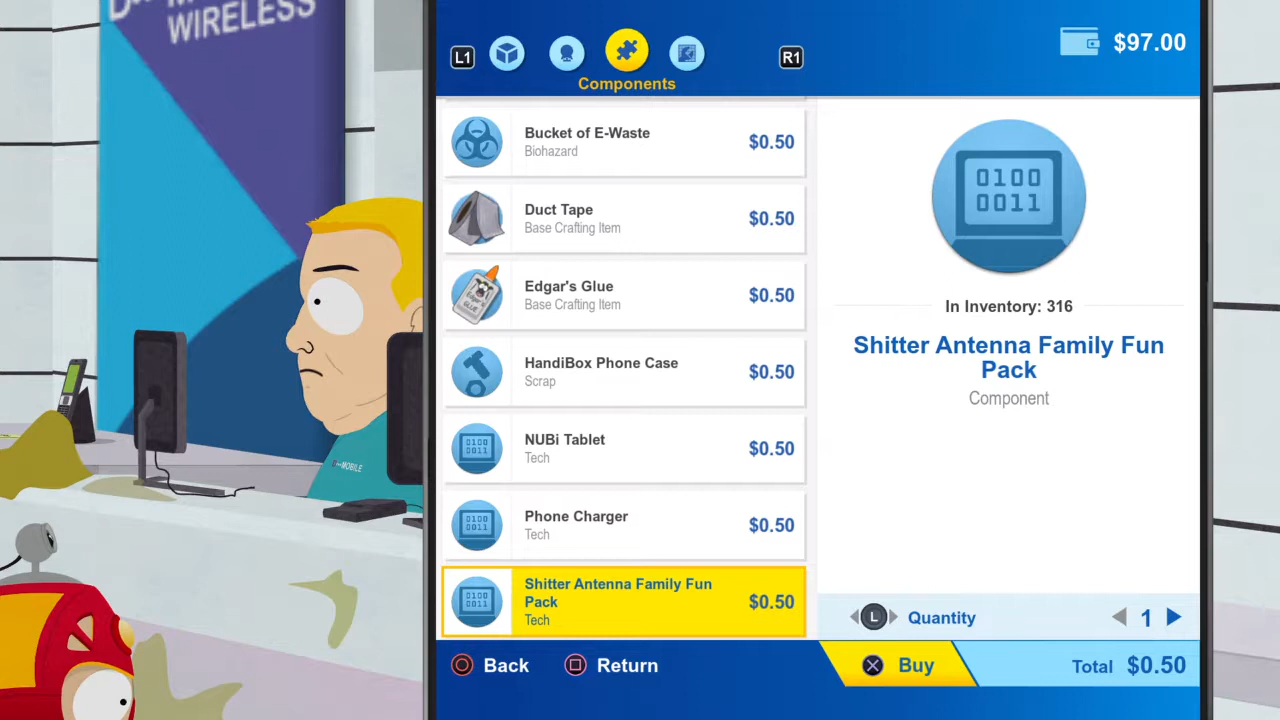 WIRELESS
L1
R1
$97.00
Components
Bucket of E-Waste
Biohazard
$0.50
Duct Tape
Base Crafting Item
$0.50
Edgar's Glue
Base Crafting Item
$0.50
HandiBox Phone Case
Scrap
$0.50
NUBi Tablet
Tech
$0.50
Phone Charger
Tech
$0.50
Shitter Antenna Family Fun
Pack
Tech
$0.50
0100
0011
In Inventory: 316
Shitter Antenna Family Fun
Pack
Component
L Quantity 1
Back
Return
Buy
Total $0.50
MOBILE